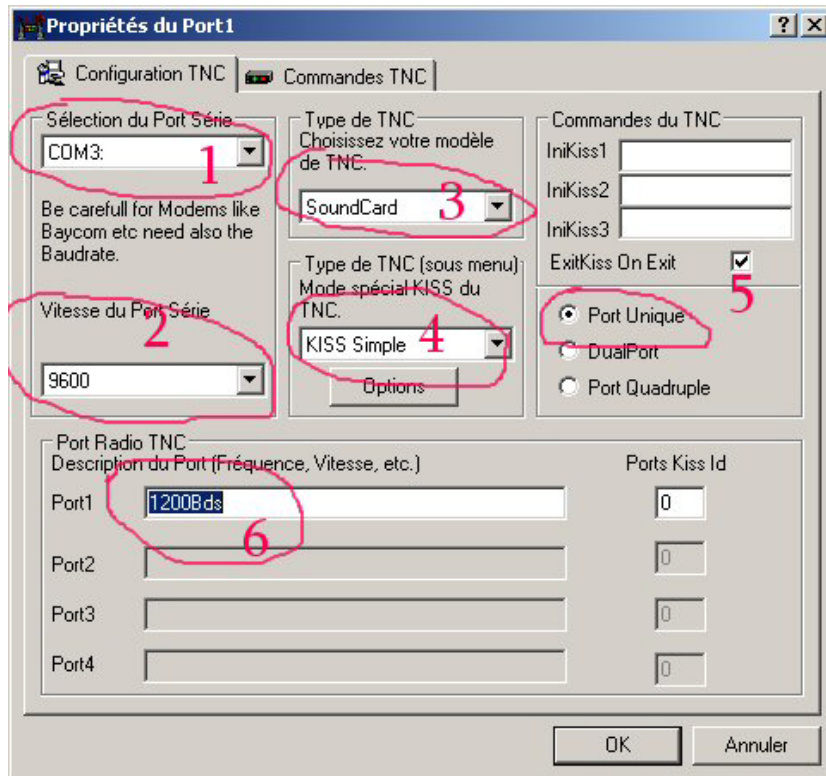 Propriétés du Port1
Configuration TNC
Commandes TNC
Sélection du Port Série
COM3:
1
Be carefull for Modems like
Baycom etc need also the
Baudrate.
Vitesse du Port Série
2
9600
Type de TNC
Choisissez votre modèle
de TNC.
SoundCard
3
Type de TNC (sous menu)
Mode spécial KISS du
TNC.
KISS Simple
4
Options
Commandes du TNC
IniKiss1
IniKiss2
IniKiss3
ExitKiss On Exit
5
Port Unique
DualPort
Port Quadruple
Port Radio TNC
Description du Port (Fréquence, Vitesse, etc.)
Ports Kiss Id
Port1 1200Bds 0
6
Port2 0
Port3 0
Port4 0
OK Annuler